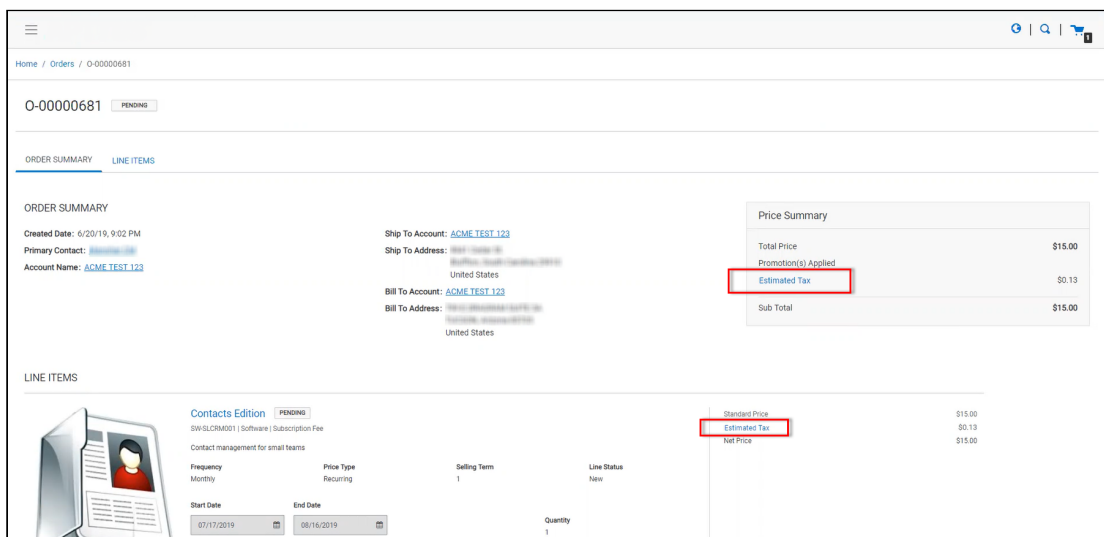 1
Home / Orders / O-00000681
O-00000681 PENDING
ORDER SUMMARY LINE ITEMS
ORDER SUMMARY
Created Date: 6/20/19, 9:02 PM
Primary Contact:
Account Name: ACME TEST 123
Ship To Account: ACME TEST 123
Ship To Address:
United States
Bill To Account: ACME TEST 123
Bill To Address:
United States
Price Summary
Total Price $15.00
Promotion(s) Applied
Estimated Tax $0.13
Sub Total $15.00
LINE ITEMS
Contacts Edition PENDING
SW-SLCRM001 | Software | Subscription Fee
Contact management for small teams
Frequency Price Type Selling Term Line Status
Monthly Recurring 1 New
Start Date End Date
07/17/2019 08/16/2019
Quantity
1
Standard Price $15.00
Estimated Tax $0.13
Net Price $15.00